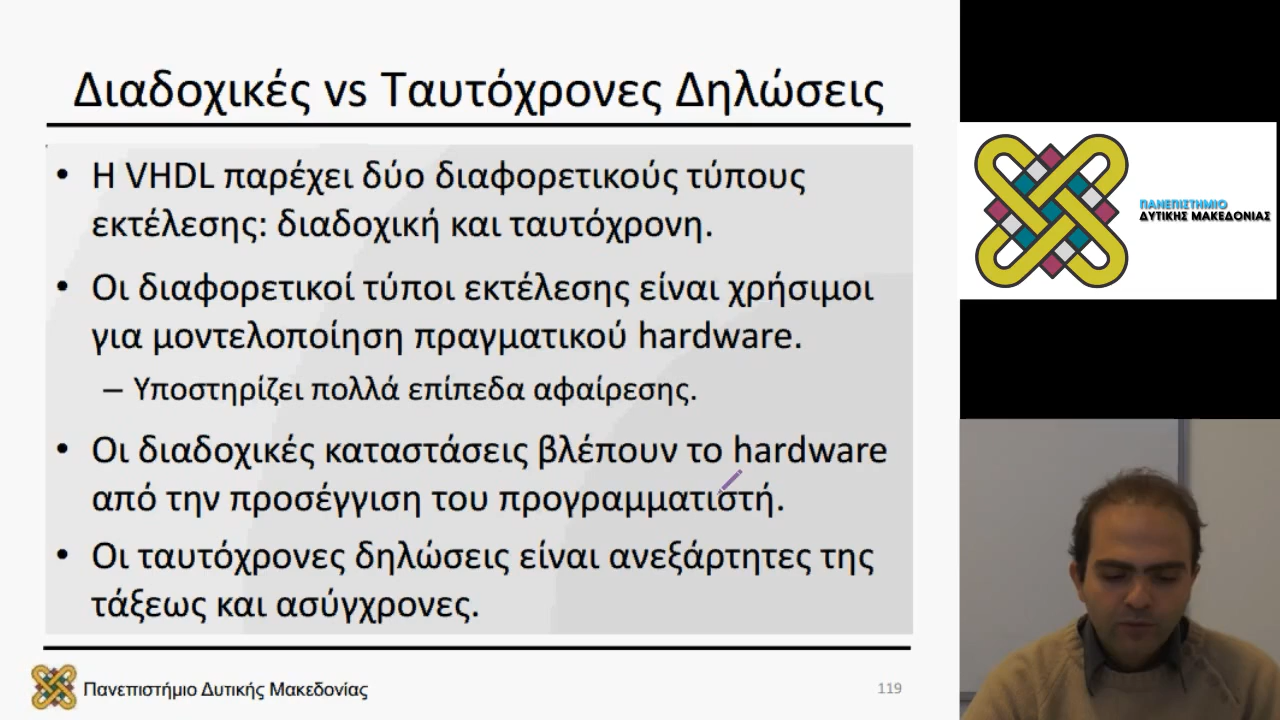 Διαδοχικές vs Ταυτόχρονες Δηλώσεις
• Η VHDL παρέχει δύο διαφορετικούς τύπους
εκτέλεσης: διαδοχική και ταυτόχρονη.
• Οι διαφορετικοί τύποι εκτέλεσης είναι χρήσιμοι
για μοντελοποίηση πραγματικού hardware.
– Υποστηρίζει πολλά επίπεδα αφαίρεσης.
• Οι διαδοχικές καταστάσεις βλέπουν το hardware
από την προσέγγιση του προγραμματιστή.
• Οι ταυτόχρονες δηλώσεις είναι ανεξάρτητες της
τάξεως και ασύγχρονες.
Πανεπιστήμιο Δυτικής Μακεδονίας
119
ΠΑΝΕΠΙΣΤΗΜΙΟ
ΔΥΤΙΚΗΣ ΜΑΚΕΔΟΝΙΑΣ